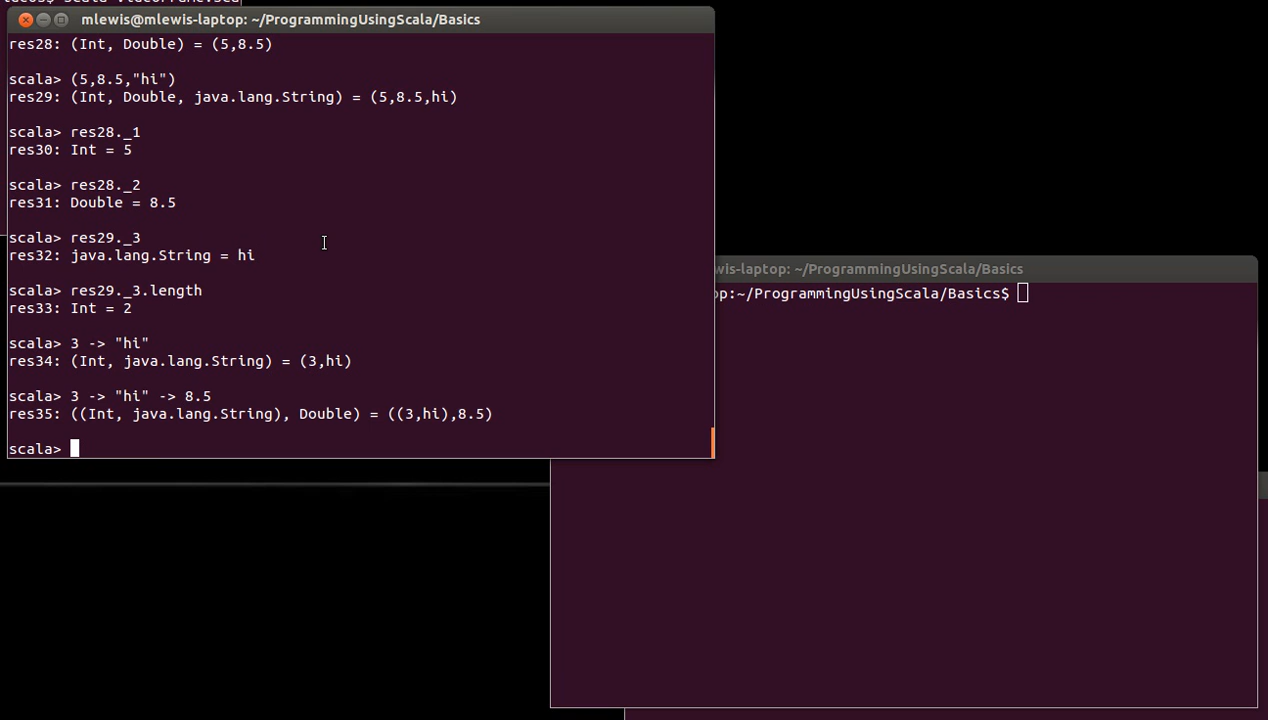 mlewis@mlewis-laptop: ~/ProgrammingUsingScala/Basics
res28: (Int, Double) = (5,8.5)
scala> (5,8.5,"hi")
res29: (Int, Double, java.lang.String) = (5,8.5,hi)
scala> res28._1
res30: Int = 5
scala> res28._2
res31: Double = 8.5
scala> res29._3
res32: java.lang.String = hi
scala> res29._3.length
res33: Int = 2
scala> 3 -> "hi"
res34: (Int, java.lang.String) = (3,hi)
scala> 3 -> "hi" -> 8.5
res35: ((Int, java.lang.String), Double) = ((3,hi),8.5)
scala>
wis-laptop: ~/ProgrammingUsingScala/Basics
op:~/ProgrammingUsingScala/Basics$